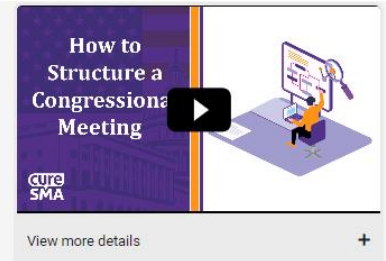 How to
Structure a
Congressiona
Meeting
cure
SMA
View more details +